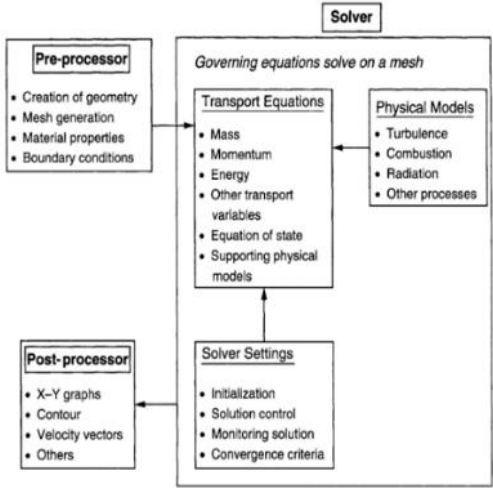 Solver
Pre-processor
• Creation of geometry
• Mesh generation
• Material properties
• Boundary conditions
Governing equations solve on a mesh
Transport Equations
• Mass
• Momentum
• Energy
• Other transport
variables
• Equation of state
• Supporting physical
models
Physical Models
• Turbulence
• Combustion
• Radiation
• Other processes
Solver Settings
• Initialization
• Solution control
• Monitoring solution
• Convergence criteria
Post-processor
• X–Y graphs
• Contour
• Velocity vectors
• Others